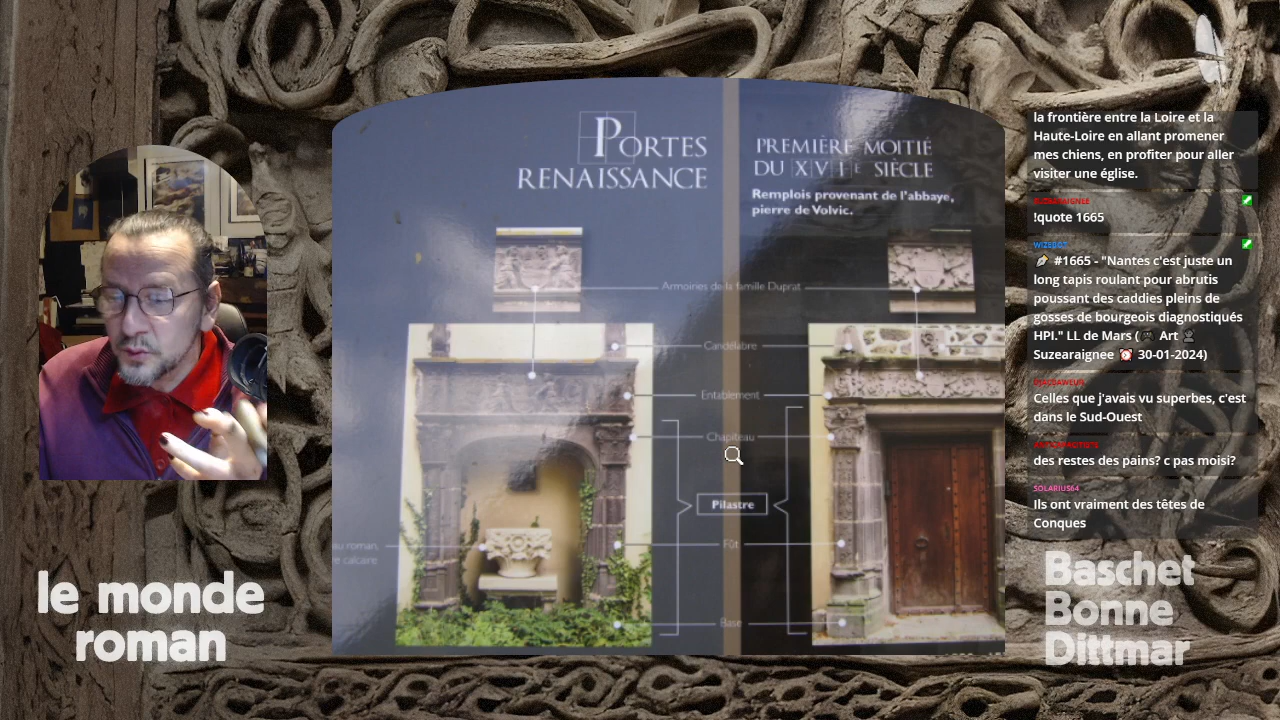 PORTES
RENAISSANCE
PREMIÈRE MOITIÉ
DU XVIE SIÈCLE
Remplois provenant de l'abbaye,
pierre de Volvic.
Armoiries de la famille Duprat
Candélabre
Entablement
Chapiteau
Pilastre
au roman,
e calcaire
Fût
Base
le monde
roman
la frontière entre la Loire et la
Haute-Loire en allant promener
mes chiens, en profiter pour aller
visiter une église.
!quote 1665
WIZEBOT
#1665 - "Nantes c'est juste un
long tapis roulant pour abrutis
poussant des caddies pleins de
gosses de bourgeois diagnostiqués
HPI." LL de Mars ( Art
Suzearaignee 30-01-2024)
Celles que j'avais vu superbes, c'est
dans le Sud-Ouest
des restes des pains? c pas moisi?
SOLARIUS64
Ils ont vraiment des têtes de
Conques
Baschet
Bonne
Dittmar